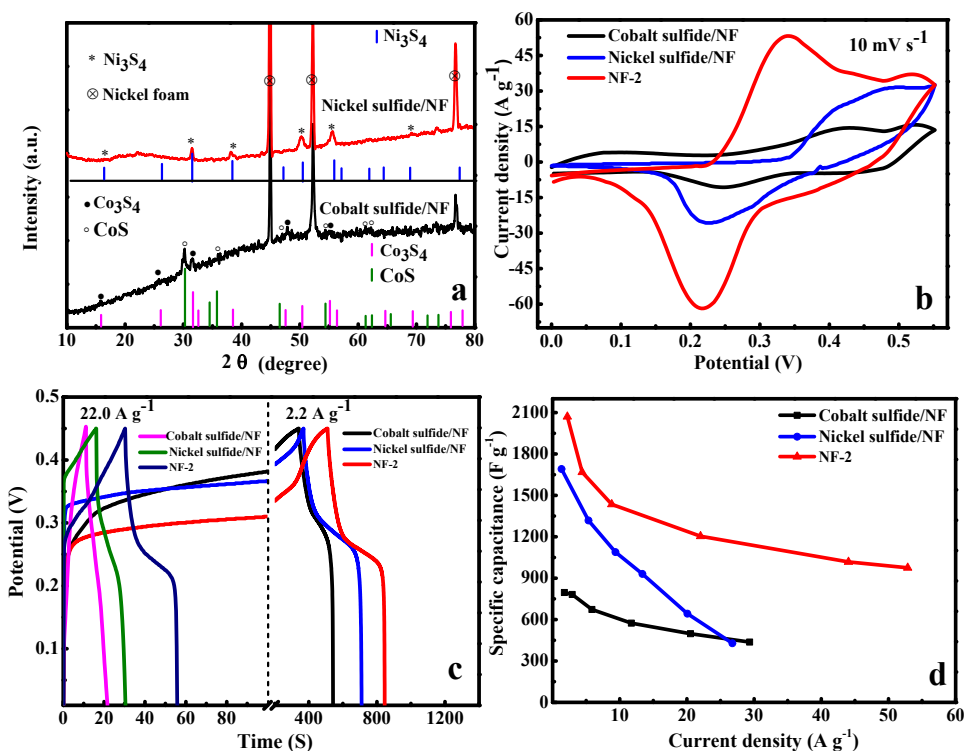 * Ni₃S₄
| Ni₃S₄
⊗ Nickel foam
Nickel sulfide/NF
• Co₃S₄
○ CoS
Cobalt sulfide/NF
| Co₃S₄
| CoS
a
Intensity (a.u.)
10 20 30 40 50 60 70 80
2 θ (degree)
Cobalt sulfide/NF
Nickel sulfide/NF
NF-2
10 mV s⁻¹
60
45
30
15
0
-15
-30
-45
-60
Current density (A g⁻¹)
b
0.0 0.1 0.2 0.3 0.4 0.5
Potential (V)
0.5
0.4
0.3
0.2
0.1
Potential (V)
22.0 A g⁻¹
Cobalt sulfide/NF
Nickel sulfide/NF
NF-2
2.2 A g⁻¹
Cobalt sulfide/NF
Nickel sulfide/NF
NF-2
c
0 20 40 60 80 400 800 1200
Time (S)
2100
1800
1500
1200
900
600
300
0
Specific capacitance (F g⁻¹)
Cobalt sulfide/NF
Nickel sulfide/NF
NF-2
d
0 10 20 30 40 50 60
Current density (A g⁻¹)